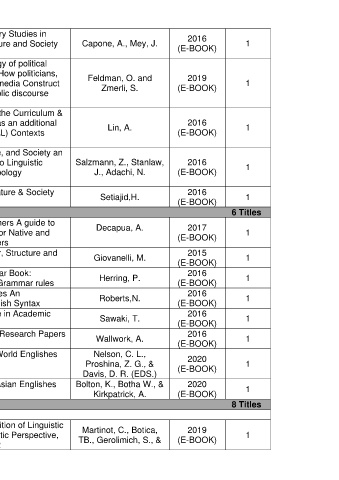 ry Studies in
ure and Society
Capone, A., Mey, J.
2016
(E-BOOK)
1
gy of political
How politicians,
media Construct
blic discourse
Feldman, O. and
Zmerli, S.
2019
(E-BOOK)
1
the Curriculum &
as an additional
L) Contexts
Lin, A.
2016
(E-BOOK)
1
e, and Society an
to Linguistic
pology
Salzmann, Z., Stanlaw,
J., Adachi, N.
2016
(E-BOOK)
1
ature & Society
Setiajid,H.
2016
(E-BOOK)
1
6 Titles
ners A guide to
or Native and
ers
Decapua, A.
2017
(E-BOOK)
1
r, Structure and
Giovanelli, M.
2015
(E-BOOK)
1
ar Book:
Grammar rules
Herring, P.
2016
(E-BOOK)
1
es An
lish Syntax
Roberts,N.
2016
(E-BOOK)
1
e in Academic
Sawaki, T.
2016
(E-BOOK)
1
Research Papers
Wallwork, A.
2016
(E-BOOK)
1
World Englishes
Nelson, C. L.,
Proshina, Z. G., &
Davis, D. R. (EDS.)
2020
(E-BOOK)
1
Asian Englishes
Bolton, K., Botha W., &
Kirkpatrick, A.
2020
(E-BOOK)
1
8 Titles
ition of Linguistic
tic Perspective,
Martinot, C., Botica,
TB., Gerolimich, S., &
2019
(E-BOOK)
1